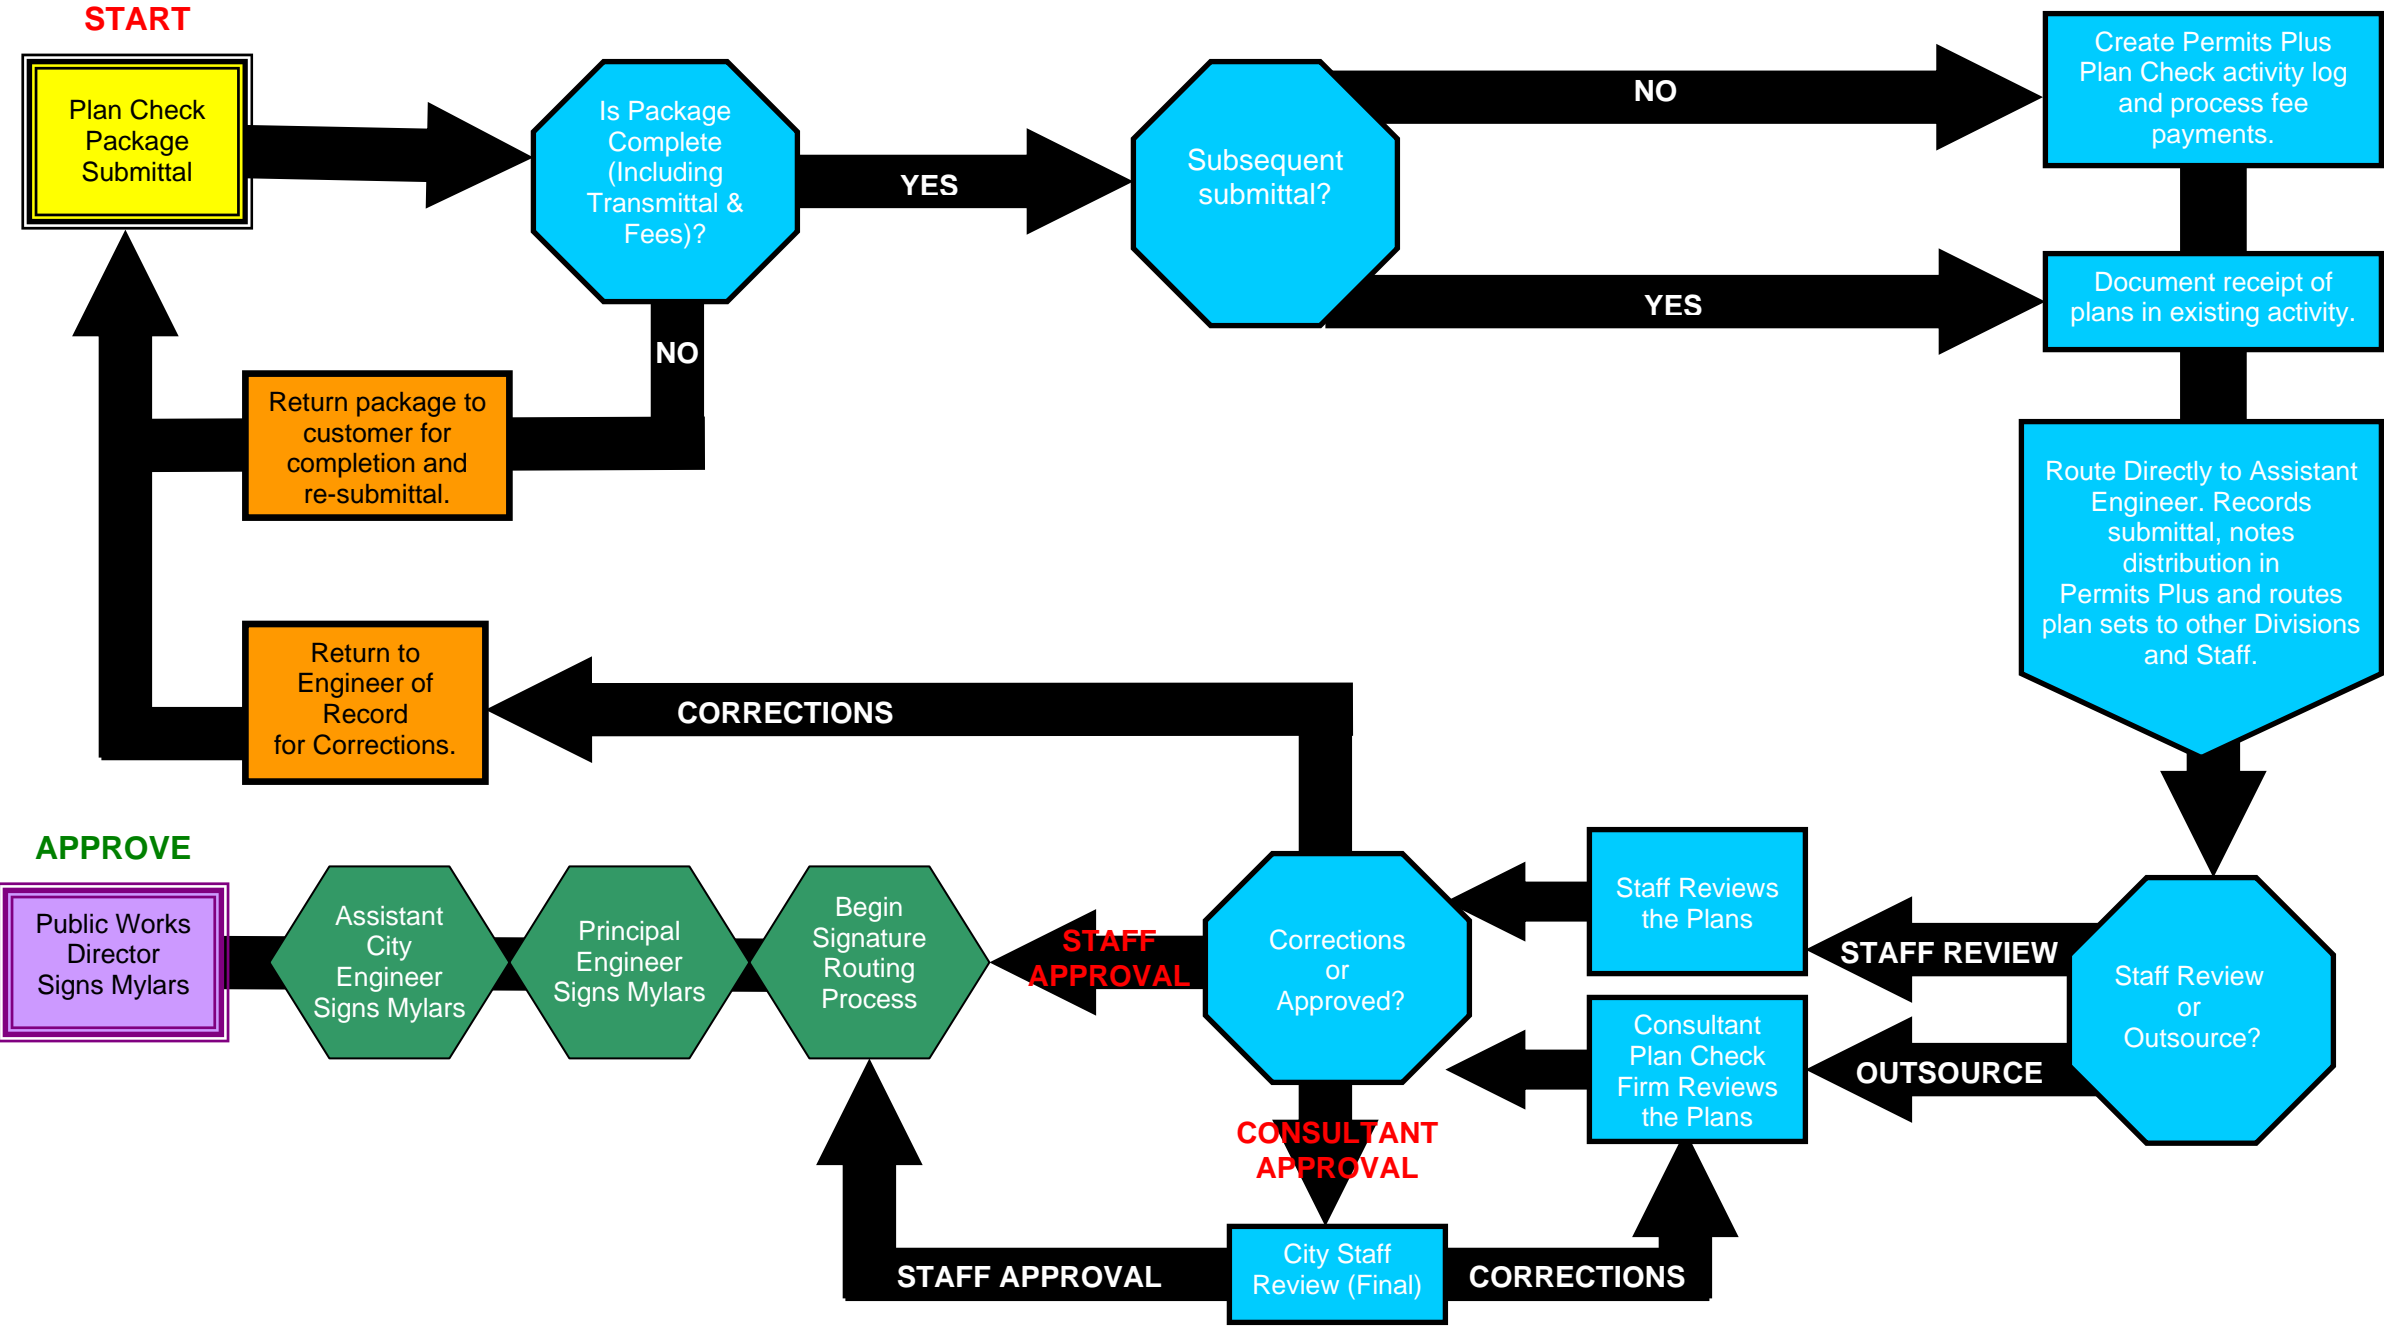 START
Plan Check
Package
Submittal
Is Package
Complete
(Including
Transmittal &
Fees)?
YES
NO
Subsequent
submittal?
NO
YES
Create Permits Plus
Plan Check activity log
and process fee
payments.
Document receipt of
plans in existing activity.
Return package to
customer for
completion and
re-submittal.
Route Directly to Assistant
Engineer. Records
submittal, notes
distribution in
Permits Plus and routes
plan sets to other Divisions
and Staff.
Return to
Engineer of
Record
for Corrections.
CORRECTIONS
APPROVE
Public Works
Director
Signs Mylars
Assistant
City
Engineer
Signs Mylars
Principal
Engineer
Signs Mylars
Begin
Signature
Routing
Process
STAFF
APPROVAL
Corrections
or
Approved?
Staff Reviews
the Plans
Consultant
Plan Check
Firm Reviews
the Plans
STAFF REVIEW
OUTSOURCE
Staff Review
or
Outsource?
CONSULTANT
APPROVAL
STAFF APPROVAL
City Staff
Review (Final)
CORRECTIONS